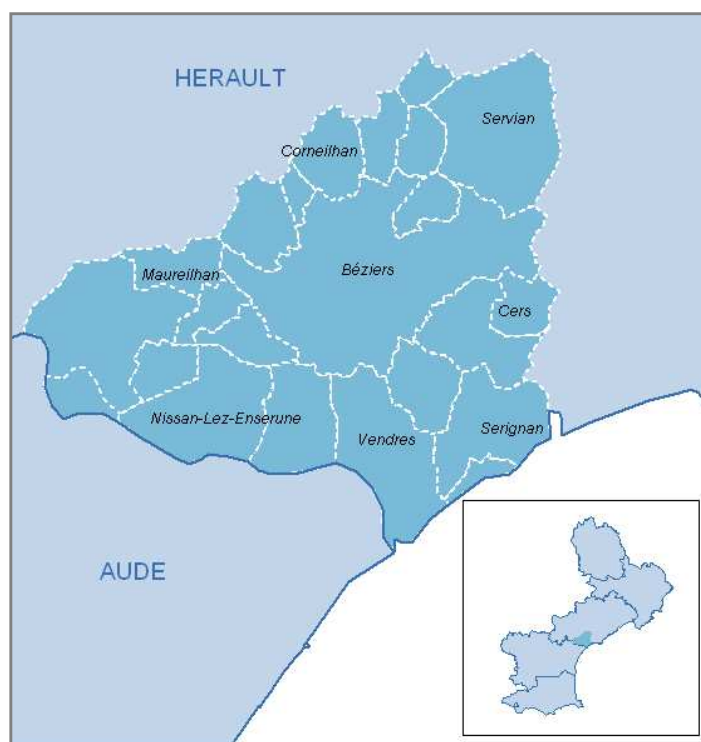 HERAULT
Servian
Corneilhan
Béziers
Maureilhan
Cers
Nissan-Lez-Enserune
Vendres
Serignan
AUDE